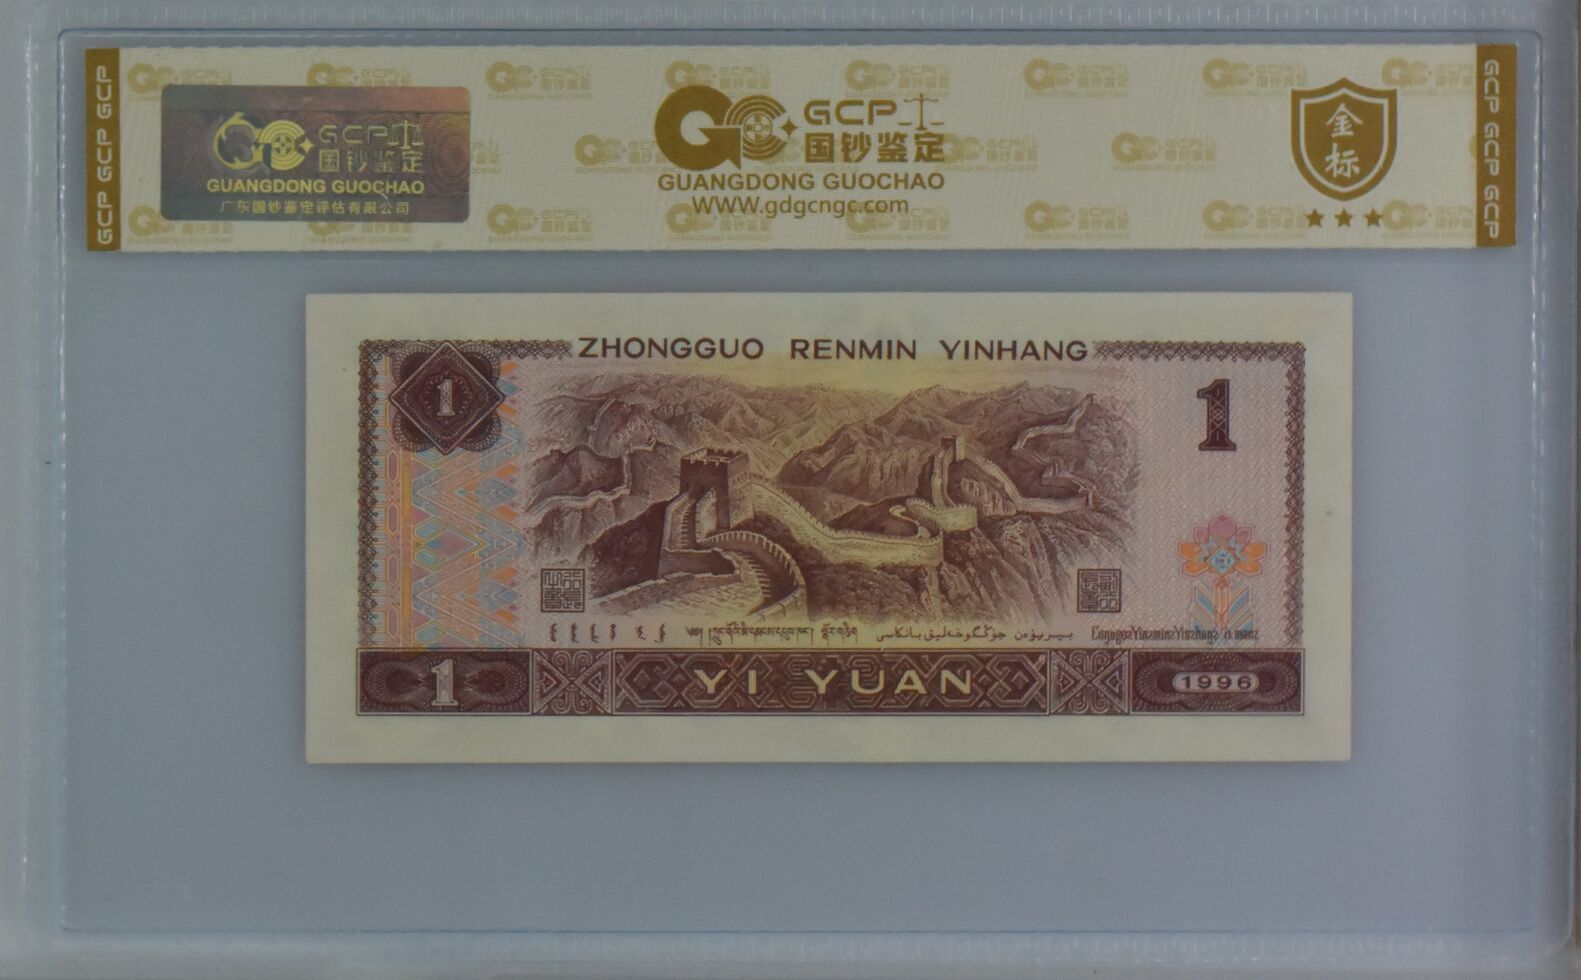 GCP GCP GCP
GCP
国钞鉴定
GUANGDONG GUOCHAO
广东国钞鉴定评估有限公司
GCP
国钞鉴定
GUANGDONG GUOCHAO
WWW.gdgcngc.com
金
标
GCP GCP GCP
ZHONGGUO RENMIN YINHANG
1
1
1
YI YUAN
1996